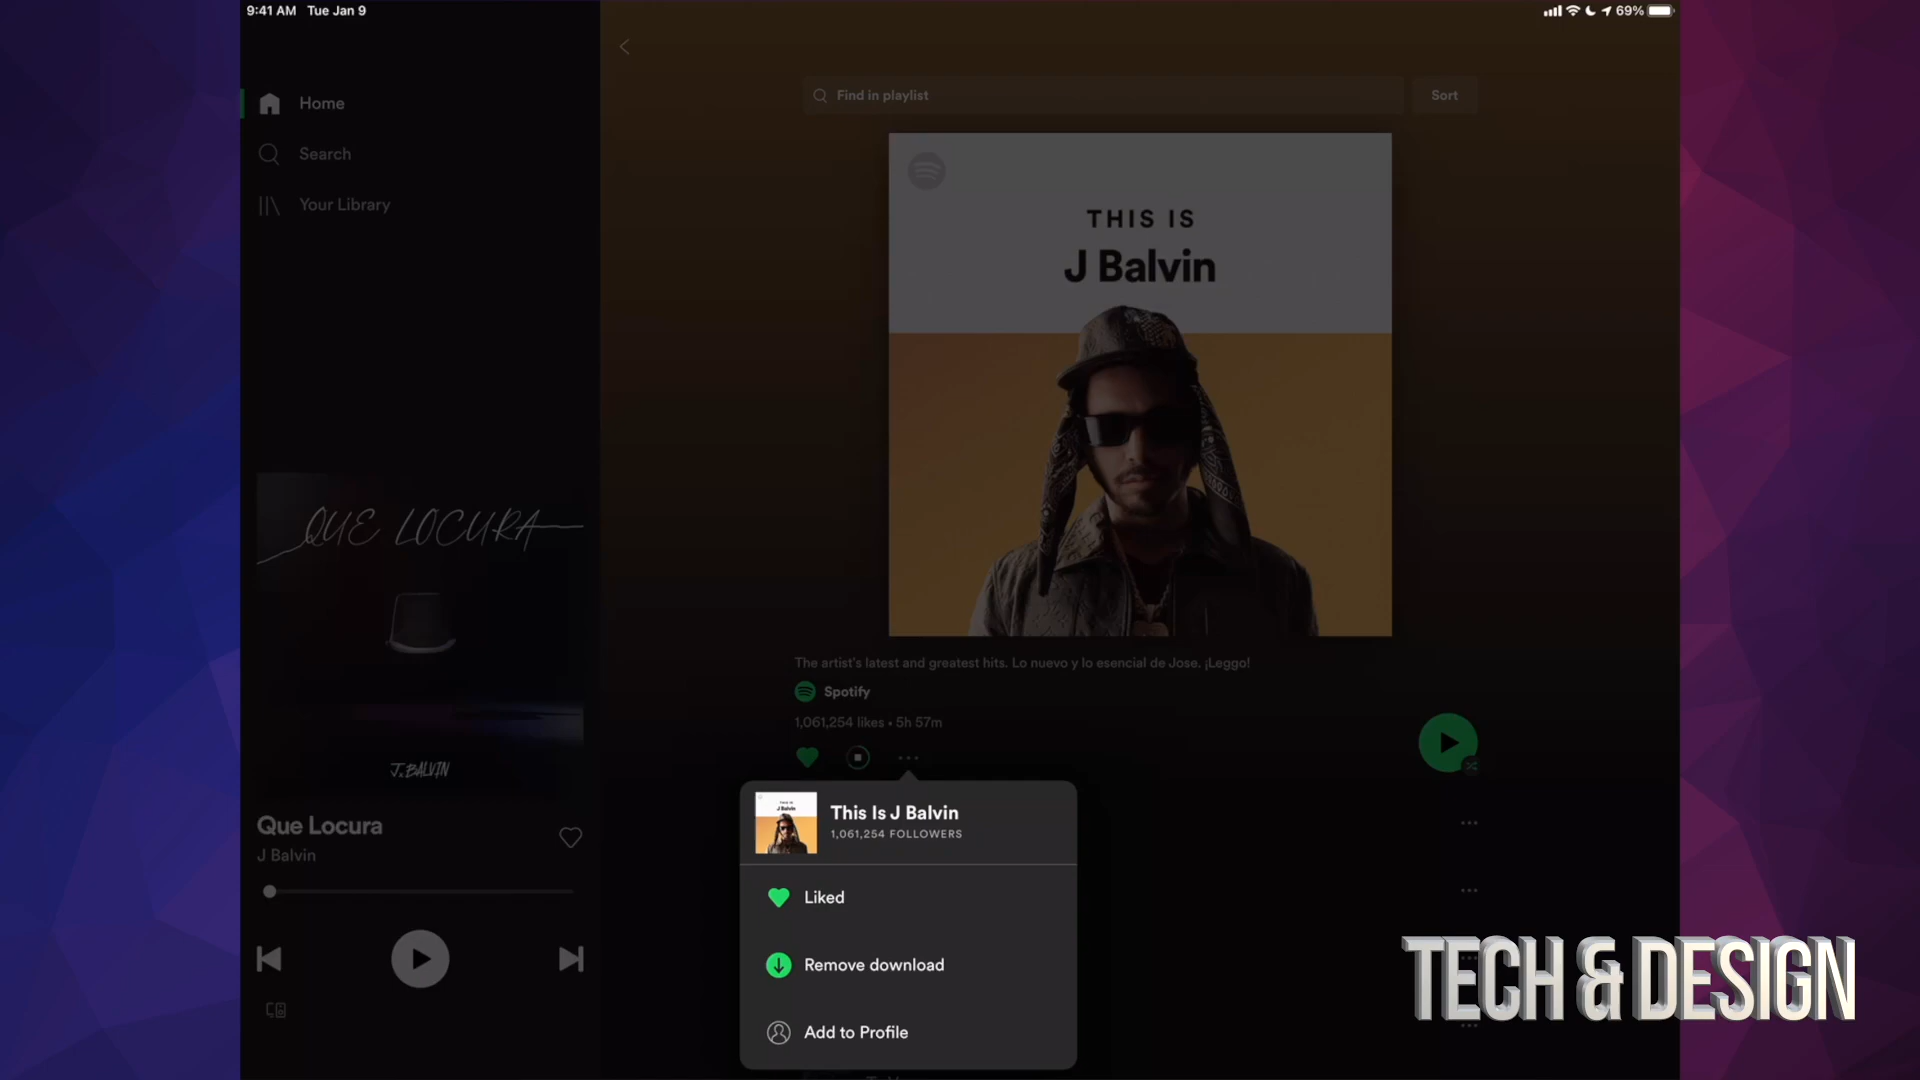 9:41 AM Tue Jan 9
69%
Home
Search
Your Library
QUE LOCURA
J. BALVIN
Que Locura
J Balvin
Find in playlist
Sort
THIS IS
J Balvin
The artist's latest and greatest hits. Lo nuevo y lo esencial de Jose. ¡Leggo!
Spotify
1,061,254 likes • 5h 57m
This Is J Balvin
1,061,254 FOLLOWERS
Liked
Remove download
Add to Profile
TECH & DESIGN